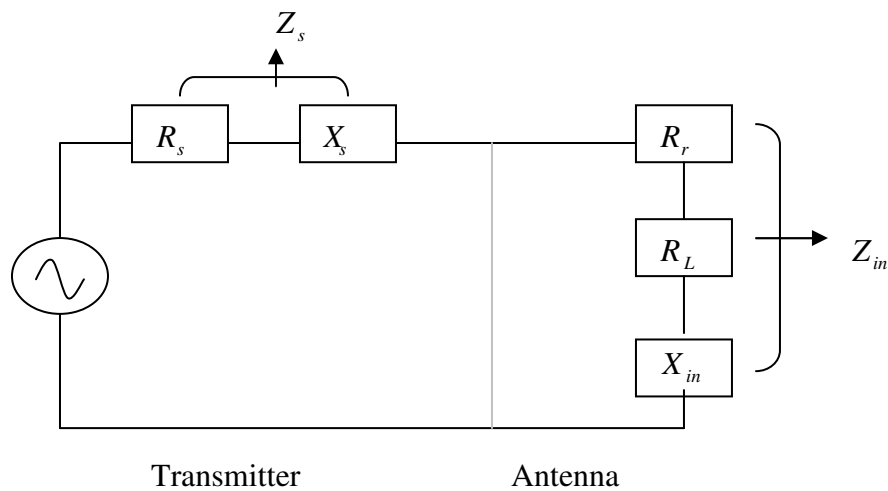 Z_s
R_s
X_s
R_r
R_L
Z_in
X_in
Transmitter
Antenna